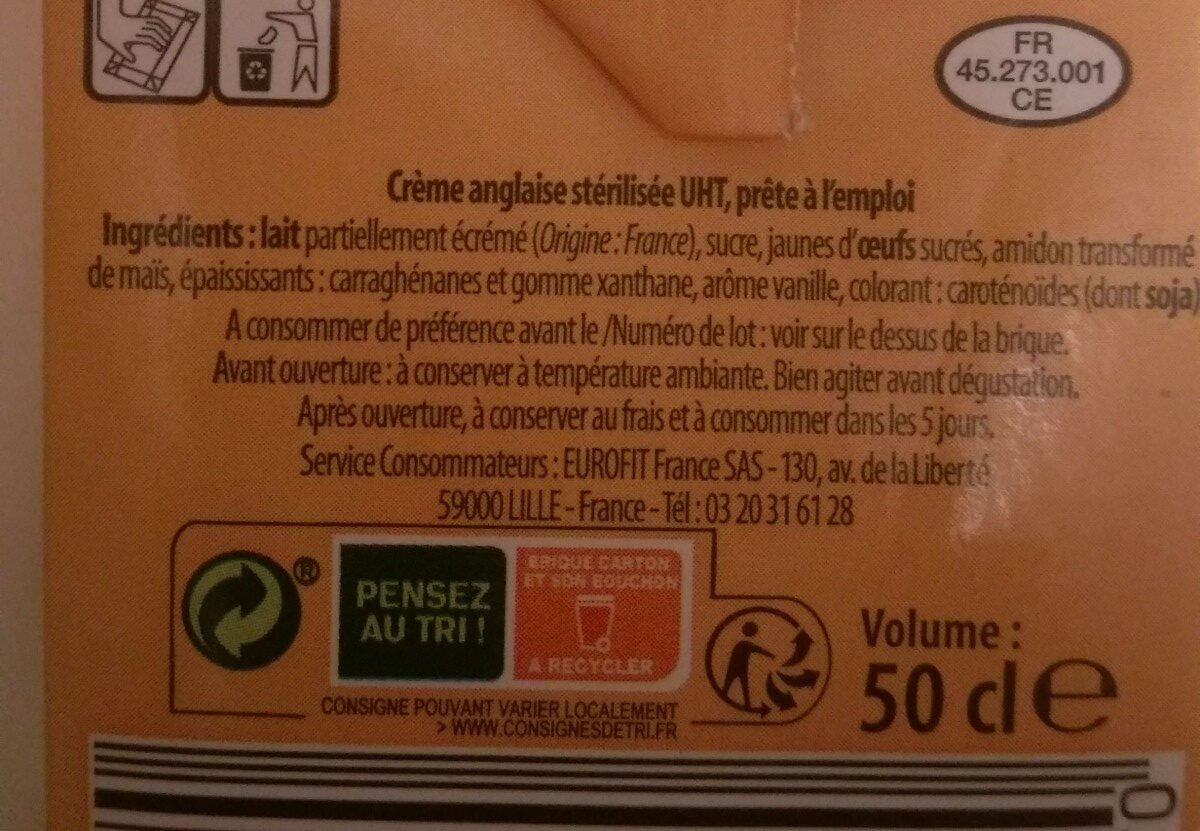 FR
45.273.001
CE
Crème anglaise stérilisée UHT, prête à l'emploi
Ingrédients : lait partiellement écrémé (Origine : France), sucre, jaunes d'œufs sucrés, amidon transformé
de maïs, épaississants : carraghénanes et gomme xanthane, arôme vanille, colorant : caroténoïdes (dont soja)
A consommer de préférence avant le /Numéro de lot : voir sur le dessus de la brique.
Avant ouverture : à conserver à température ambiante. Bien agiter avant dégustation.
Après ouverture, à conserver au frais et à consommer dans les 5 jours.
Service Consommateurs : EUROFIT France SAS - 130, av. de la Liberté
59000 LILLE - France - Tél : 03 20 31 61 28
®
PENSEZ
AU TRI !
BRIQUE CARTON
ET SON BOUCHON
A RECYCLER
CONSIGNE POUVANT VARIER LOCALEMENT
> WWW.CONSIGNESDETRI.FR
Volume :
50 cl e
0